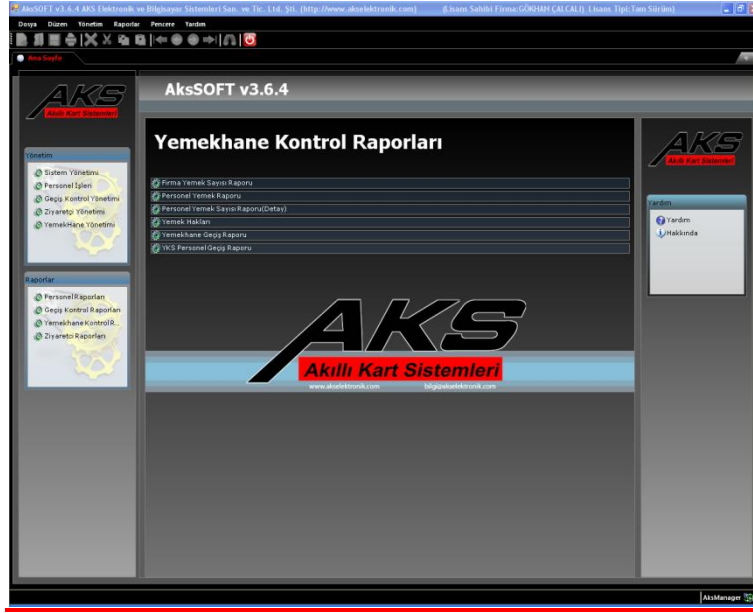 AksSOFT v3.6.4 AKS Elektronik ve Bilgisayar Sistemleri San. ve Tic. Ltd. Şti. (http://www.akselektronik.com) (Lisans Sahibi Firma:GÖKHAN ÇALÇALI) Lisans Tipi:Tam Sürüm)
Dosya Düzen Yönetim Raporlar Pencere Yardım
Ana Sayfa
AKS
Akıllı Kart Sistemleri
AksSOFT v3.6.4
Yönetim
Sistem Yönetimi
Personel İşleri
Geçiş Kontrol Yönetimi
Ziyaretçi Yönetimi
YemekHane Yönetimi
Raporlar
Personel Raporları
Geçiş Kontrol Raporları
Yemekhane Kontrol R...
Ziyaretci Raporları
Yemekhane Kontrol Raporları
Firma Yemek Sayısı Raporu
Personel Yemek Raporu
Personel Yemek Sayısı Raporu(Detay)
Yemek Hakları
Yemekhane Geçiş Raporu
YKS Personel Geçiş Raporu
AKS
Akıllı Kart Sistemleri
www.akselektronik.com bilgi@akselektronik.com
AKS
Akıllı Kart Sistemleri
Yardım
Yardım
Hakkında
AksManager